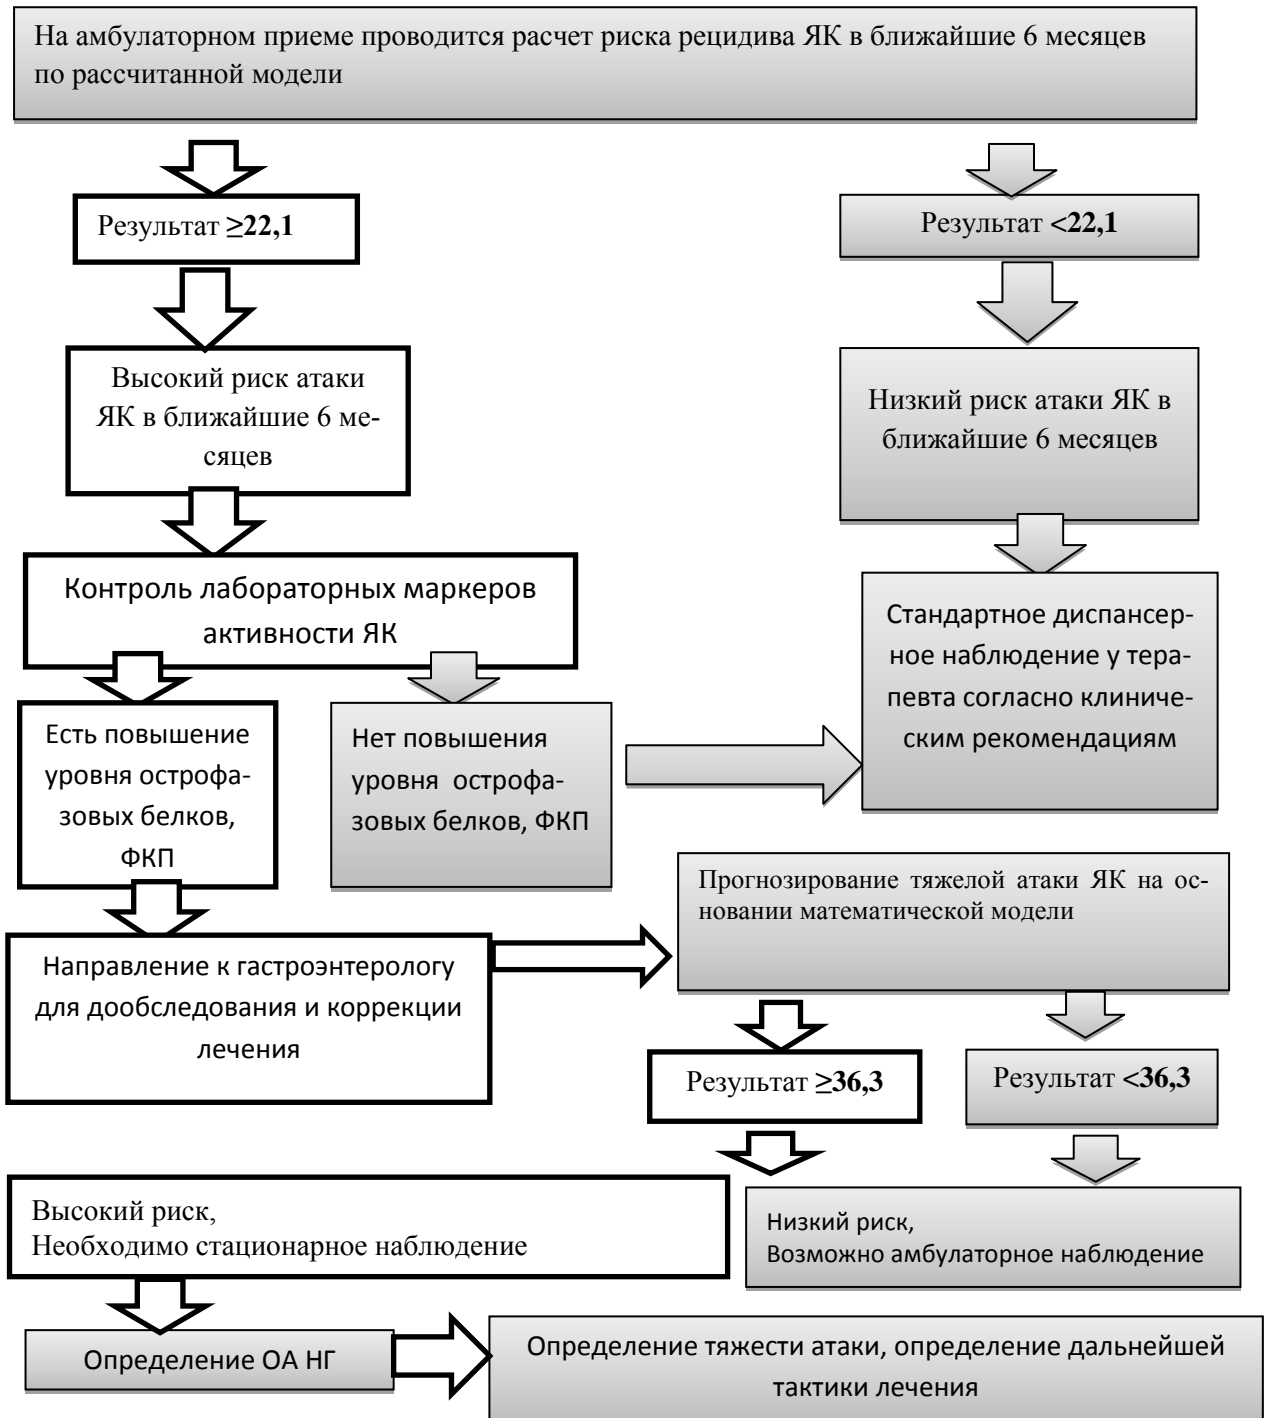 На амбулаторном приеме проводится расчет риска рецидива ЯК в ближайшие 6 месяцев
по рассчитанной модели
Результат ≥22,1
Результат <22,1
Высокий риск атаки
ЯК в ближайшие 6 ме-
сяцев
Низкий риск атаки ЯК в
ближайшие 6 месяцев
Контроль лабораторных маркеров
активности ЯК
Стандартное диспансер-
ное наблюдение у тера-
певта согласно клиниче-
ским рекомендациям
Есть повышение
уровня острофа-
зовых белков,
ФКП
Нет повышения
уровня острофа-
зовых белков, ФКП
Прогнозирование тяжелой атаки ЯК на ос-
новании математической модели
Направление к гастроэнтерологу
для дообследования и коррекции
лечения
Результат ≥36,3
Результат <36,3
Высокий риск,
Необходимо стационарное наблюдение
Низкий риск,
Возможно амбулаторное наблюдение
Определение ОА НГ
Определение тяжести атаки, определение дальнейшей
тактики лечения